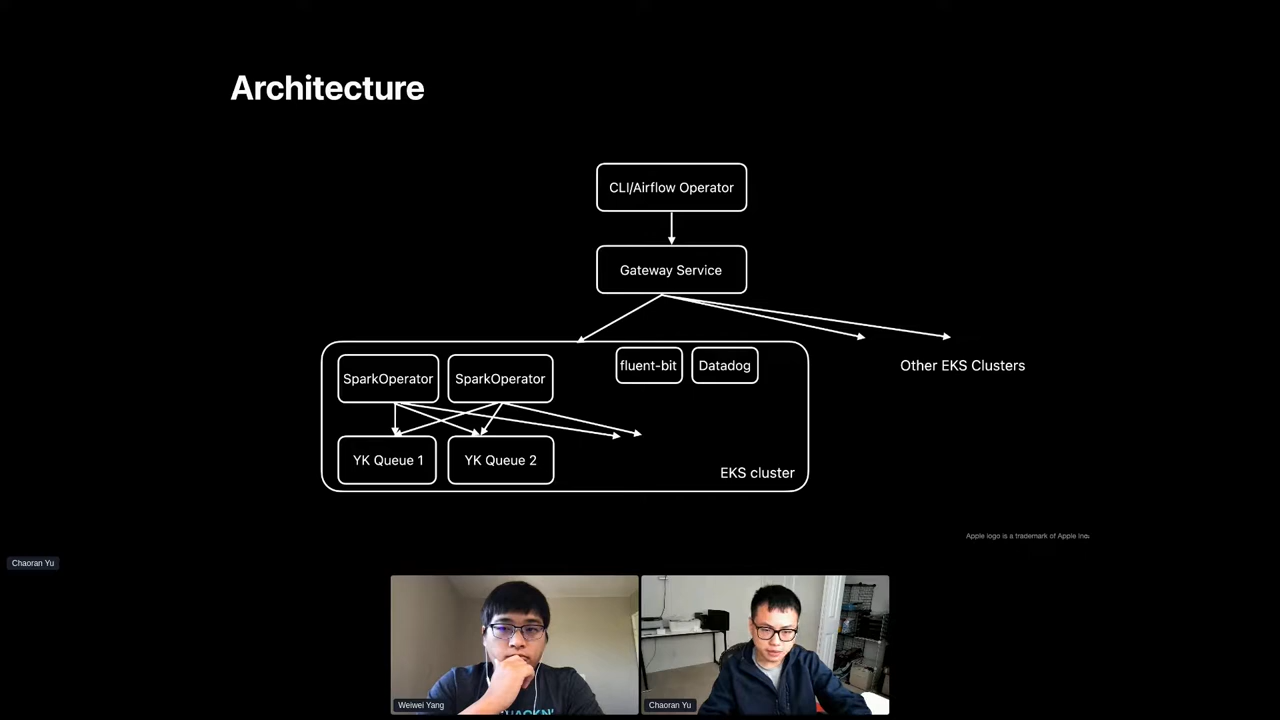 Architecture
CLI/Airflow Operator
Gateway Service
SparkOperator
SparkOperator
fluent-bit
Datadog
Other EKS Clusters
YK Queue 1
YK Queue 2
EKS cluster
Apple logo is a trademark of Apple Inc.
Chaoran Yu
HACKN'
Weiwei Yang
Chaoran Yu